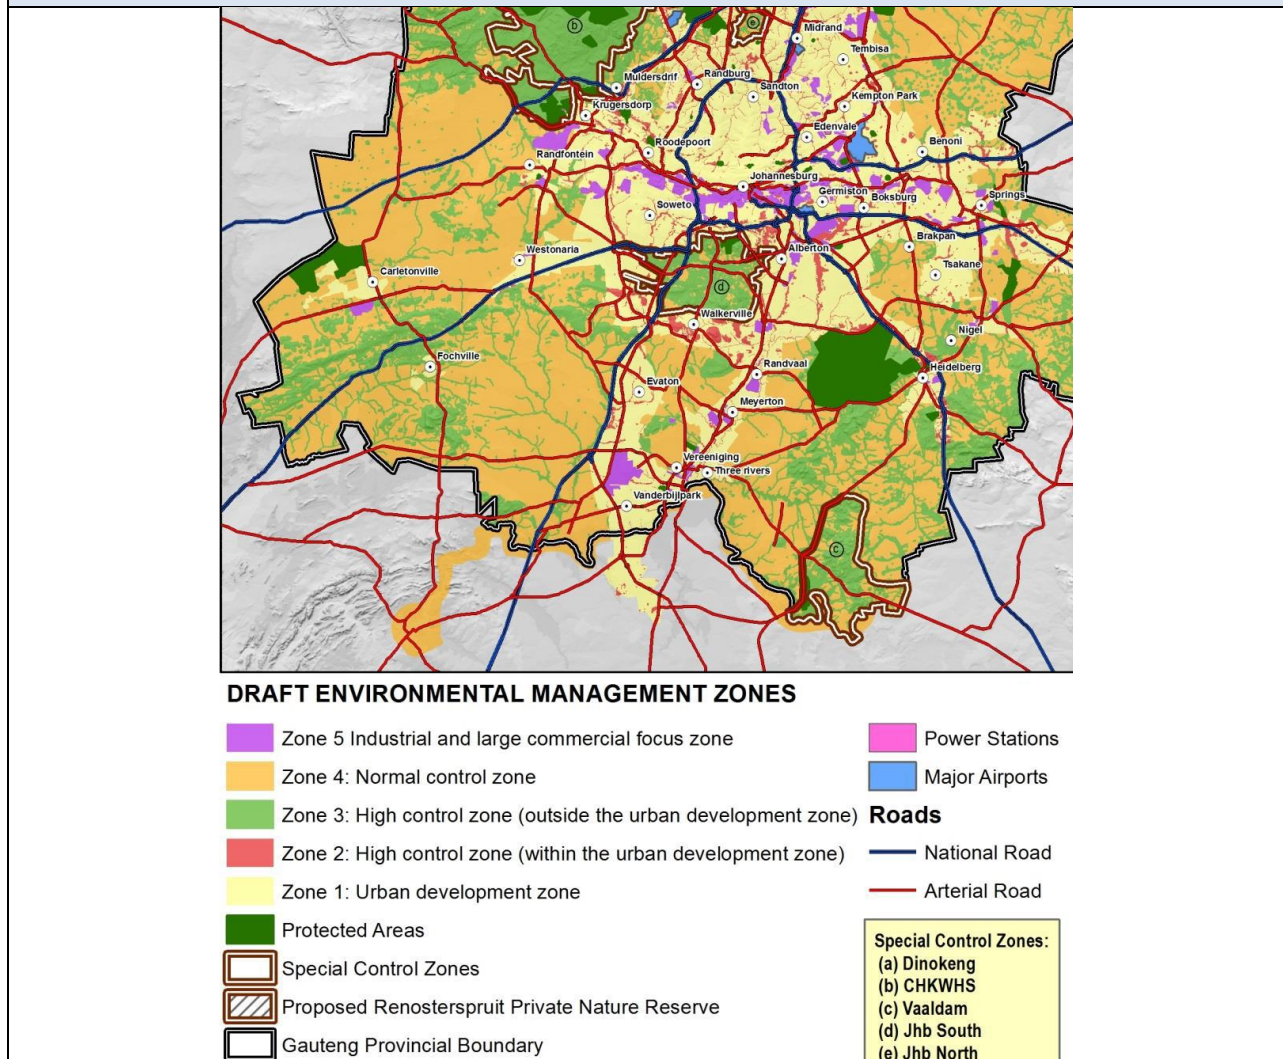 b
e
Midrand
Tembisa
Muldersdrif
Randburg
Sandton
Krugersdorp
Kempton Park
Edenvale
Benoni
Roodepoort
Randfontein
Johannesburg
Germiston
Boksburg
Springs
Soweto
Brakpan
Westonaria
Alberton
Tsakane
Carletonville
d
Walkerville
Nigel
Fochville
Randvaal
Heidelberg
Evaton
Meyerton
Vereeniging
Three rivers
Vanderbijlpark
c
DRAFT ENVIRONMENTAL MANAGEMENT ZONES
Zone 5 Industrial and large commercial focus zone
Zone 4: Normal control zone
Zone 3: High control zone (outside the urban development zone)
Zone 2: High control zone (within the urban development zone)
Zone 1: Urban development zone
Protected Areas
Special Control Zones
Proposed Renosterspruit Private Nature Reserve
Gauteng Provincial Boundary
Power Stations
Major Airports
Roads
National Road
Arterial Road
Special Control Zones:
(a) Dinokeng
(b) CHKWHS
(c) Vaaldam
(d) Jhb South
(e) Jhb North